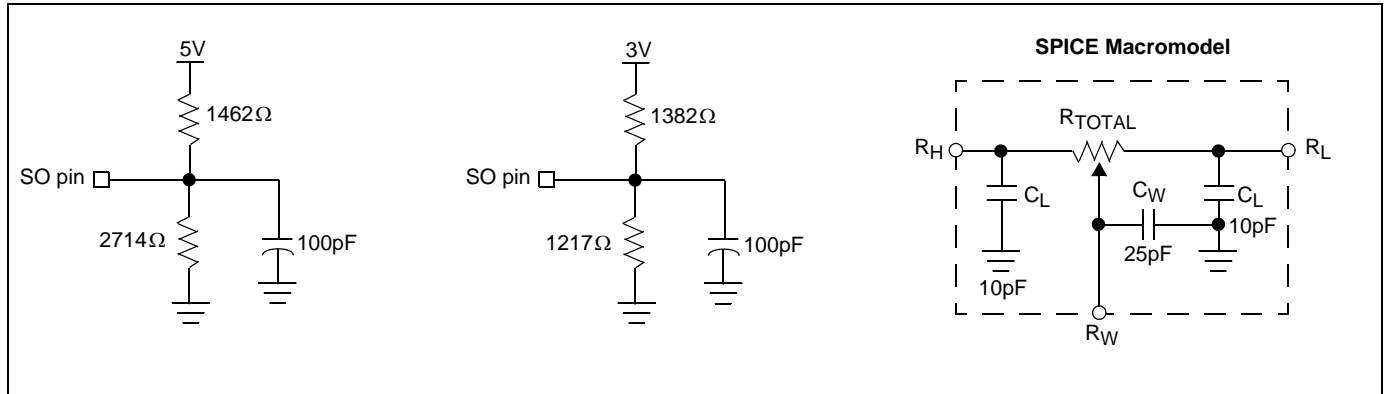 5V
1462Ω
SO pin
2714Ω
100pF
3V
1382Ω
SO pin
1217Ω
100pF
SPICE Macromodel
RTOTAL
RH
RL
CL
CW
CL
10pF
25pF
10pF
RW